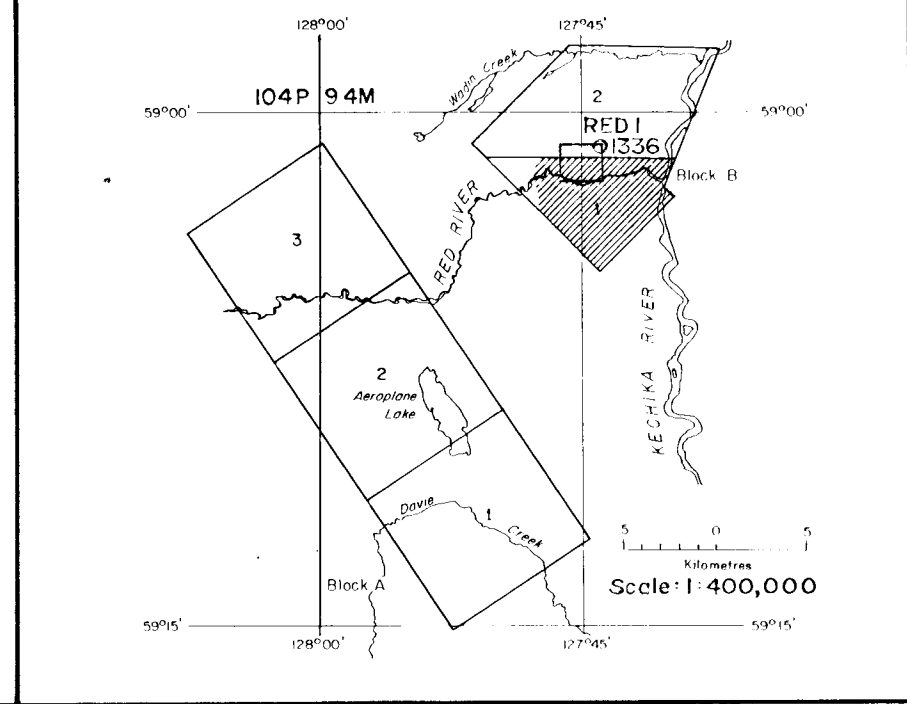 128°00'
127°45'
Wadin Creek
104P 94M
2
59°00'
59°00'
RED 1
1336
Block B
1
3
RED RIVER
KECHIKA RIVER
2
Aeroplane
Lake
Davie Creek
1
5 0 5
Kilometres
Block A
Scale: 1:400,000
59°15'
59°15'
128°00'
127°45'